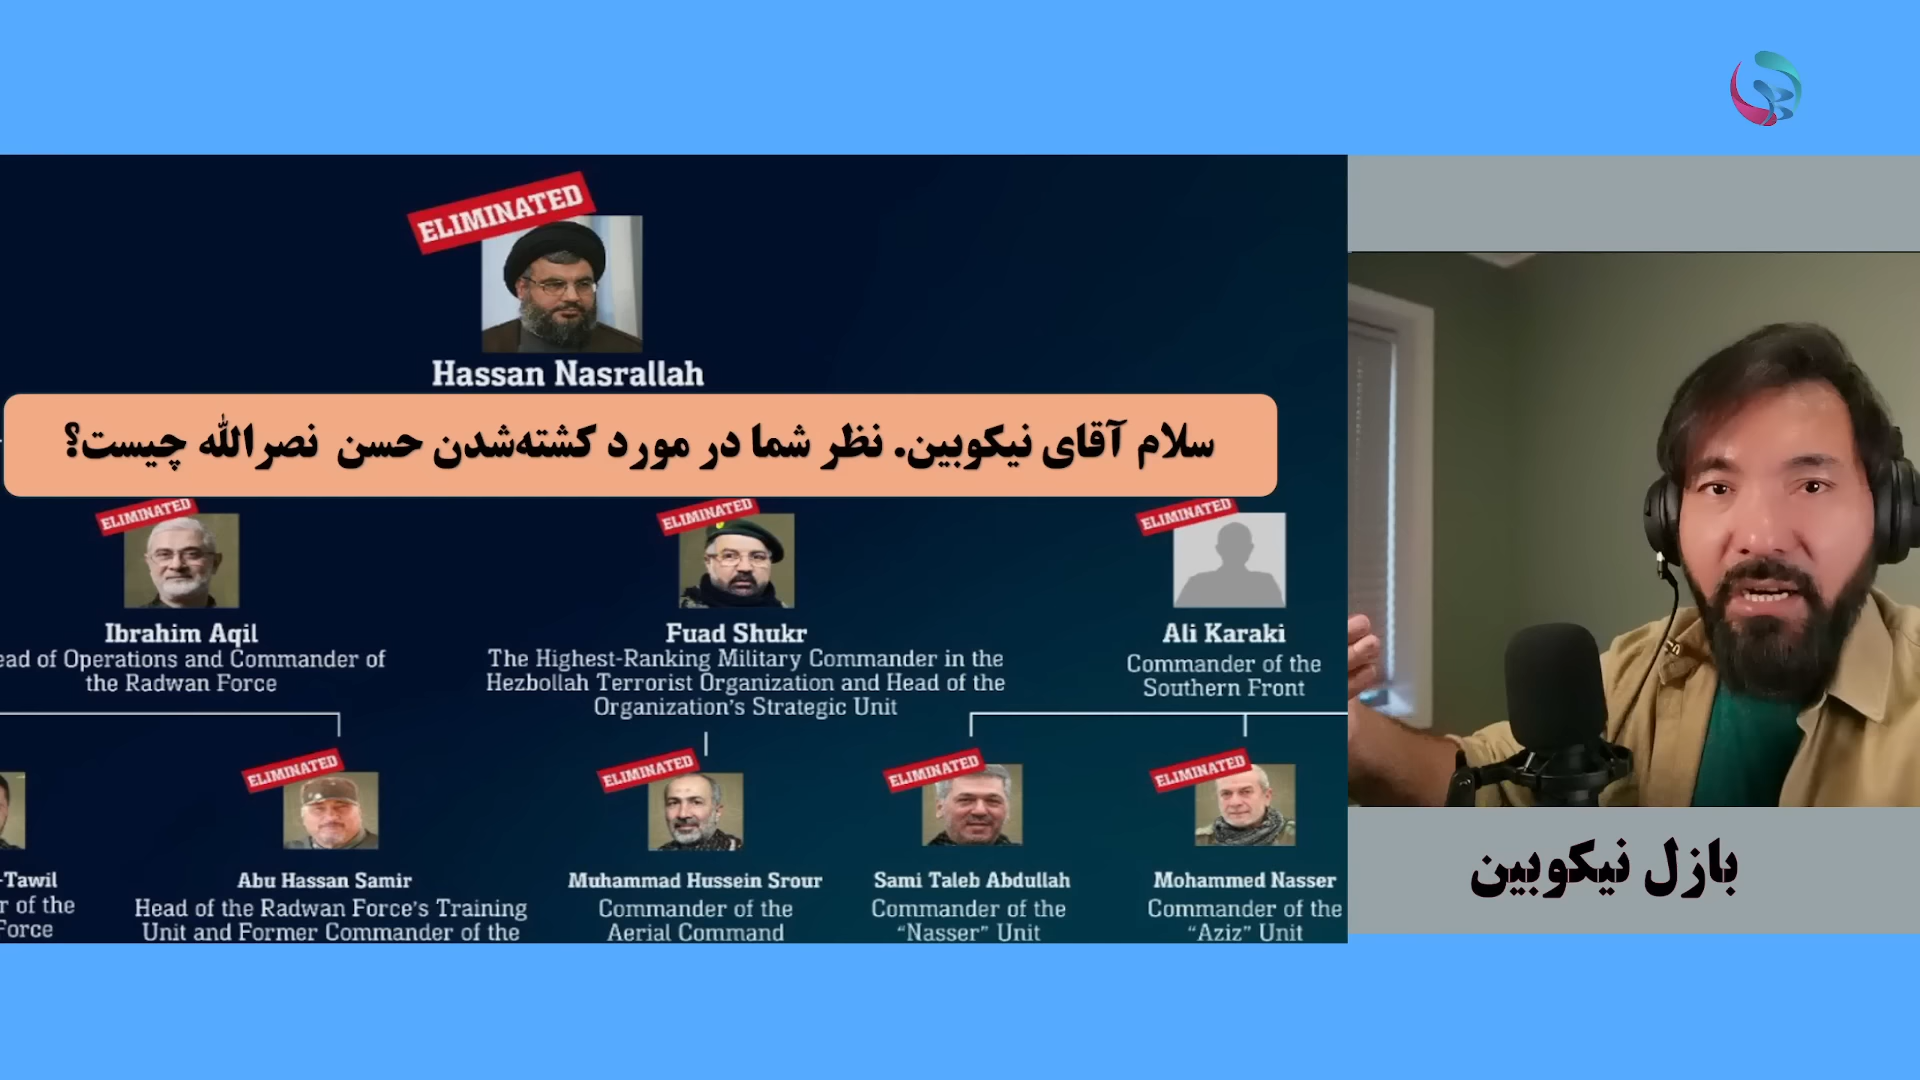 ELIMINATED
Hassan Nasrallah
سلام آقای نیکوبین. نظر شما در مورد کشته‌شدن حسن نصرالله چیست؟
ELIMINATED
Ibrahim Aqil
ead of Operations and Commander of
the Radwan Force
ELIMINATED
Fuad Shukr
The Highest-Ranking Military Commander in the
Hezbollah Terrorist Organization and Head of the
Organization's Strategic Unit
ELIMINATED
Ali Karaki
Commander of the
Southern Front
-Tawil
r of the
Force
ELIMINATED
Abu Hassan Samir
Head of the Radwan Force's Training
Unit and Former Commander of the
ELIMINATED
Muhammad Hussein Srour
Commander of the
Aerial Command
ELIMINATED
Sami Taleb Abdullah
Commander of the
"Nasser" Unit
ELIMINATED
Mohammed Nasser
Commander of the
"Aziz" Unit
بازل نیکوبین